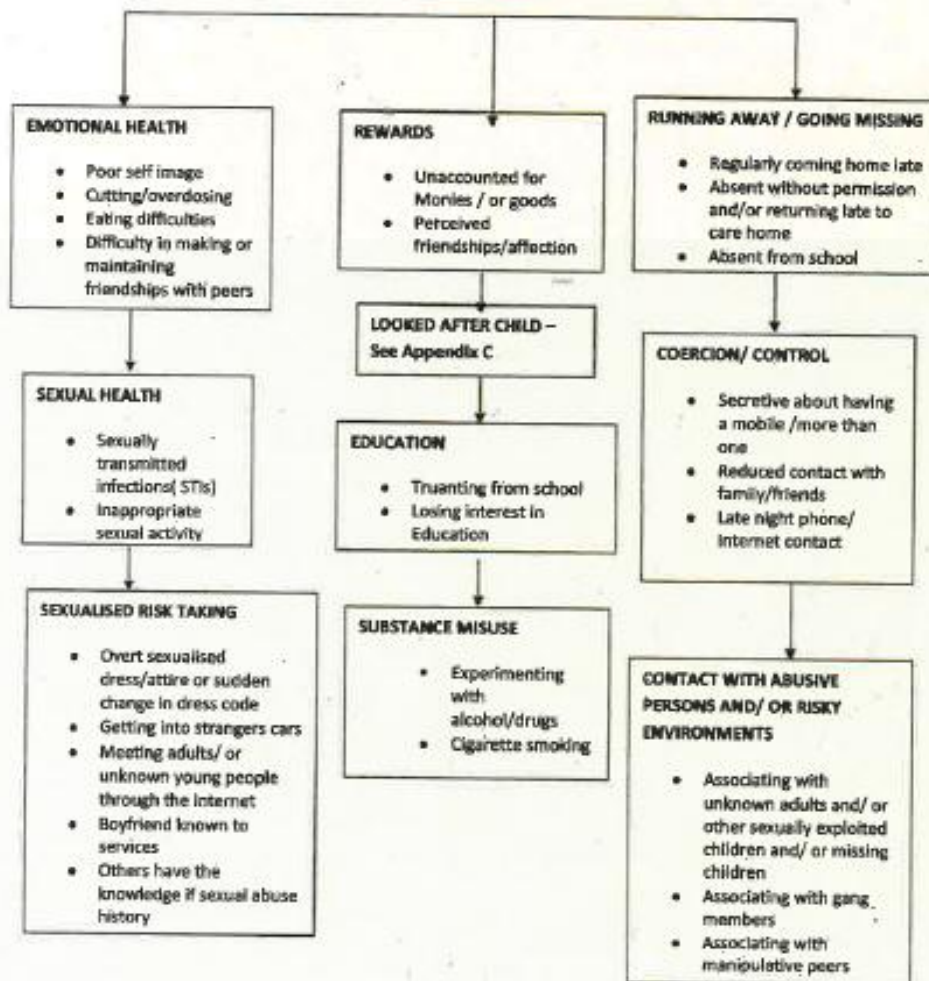 EMOTIONAL HEALTH
• Poor self image
• Cutting/overdosing
• Eating difficulties
• Difficulty in making or
maintaining
friendships with peers
SEXUAL HEALTH
• Sexually
transmitted
infections( STIs)
• Inappropriate
sexual activity
SEXUALISED RISK TAKING
• Overt sexualised
dress/attire or sudden
change in dress code
• Getting into strangers cars
• Meeting adults/ or
unknown young people
through the internet
• Boyfriend known to
services
• Others have the
knowledge if sexual abuse
history
REWARDS
• Unaccounted for
Monies / or goods
• Perceived
friendships/affection
LOOKED AFTER CHILD –
See Appendix C
EDUCATION
• Truanting from school
• Losing interest in
Education
SUBSTANCE MISUSE
• Experimenting
with
alcohol/drugs
• Cigarette smoking
RUNNING AWAY / GOING MISSING
• Regularly coming home late
• Absent without permission
and/or returning late to
care home
• Absent from school
COERCION/ CONTROL
• Secretive about having
a mobile /more than
one
• Reduced contact with
family/friends
• Late night phone/
Internet contact
CONTACT WITH ABUSIVE
PERSONS AND/ OR RISKY
ENVIRONMENTS
• Associating with
unknown adults and/ or
other sexually exploited
children and/ or missing
children
• Associating with gang
members
• Associating with
manipulative peers